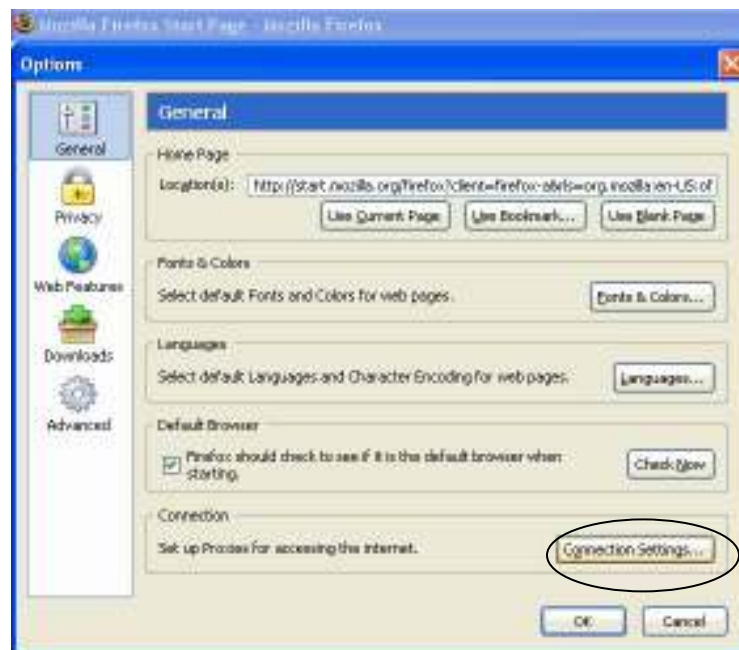 Mozilla Firefox Start Page - Mozilla Firefox
Options
General
Privacy
Web Features
Downloads
Advanced
General
Home Page
Location(s): http://start.mozilla.org/firefox?client=firefox-a&rls=org.mozilla:en-US:of
Use Current Page Use Bookmark... Use Blank Page
Fonts & Colors
Select default Fonts and Colors for web pages. Fonts & Colors...
Languages
Select default Languages and Character Encoding for web pages. Languages...
Default Browser
Firefox should check to see if it is the default browser when
starting. Check Now
Connection
Set up Proxies for accessing the Internet. Connection Settings...
OK Cancel